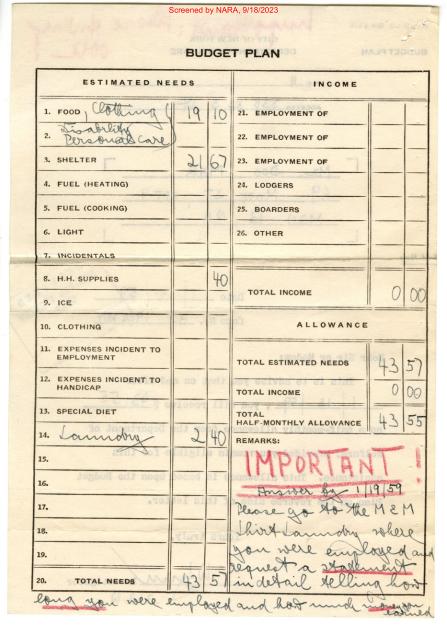 Screened by NARA, 9/18/2023
BUDGET PLAN
ESTIMATED NEEDS
INCOME
1. FOOD, Clothing 19 10
2. Disability
Personal Care
3. SHELTER 21 67
4. FUEL (HEATING)
5. FUEL (COOKING)
6. LIGHT
7. INCIDENTALS
8. H.H. SUPPLIES 40
9. ICE
10. CLOTHING
11. EXPENSES INCIDENT TO
EMPLOYMENT
12. EXPENSES INCIDENT TO
HANDICAP
13. SPECIAL DIET
14. Laundry 2 40
15.
16.
17.
18.
19.
20. TOTAL NEEDS 43 57
21. EMPLOYMENT OF
22. EMPLOYMENT OF
23. EMPLOYMENT OF
24. LODGERS
25. BOARDERS
26. OTHER
TOTAL INCOME 0 00
ALLOWANCE
TOTAL ESTIMATED NEEDS 43 57
TOTAL INCOME 0 00
TOTAL
HALF-MONTHLY ALLOWANCE 43 55
REMARKS:
IMPORTANT!
Answer by 1/19/59
Please go to the M & M
Shirt Laundry where
you were employed and
request a statement
in detail telling how
long you were employed and how much money you
earned